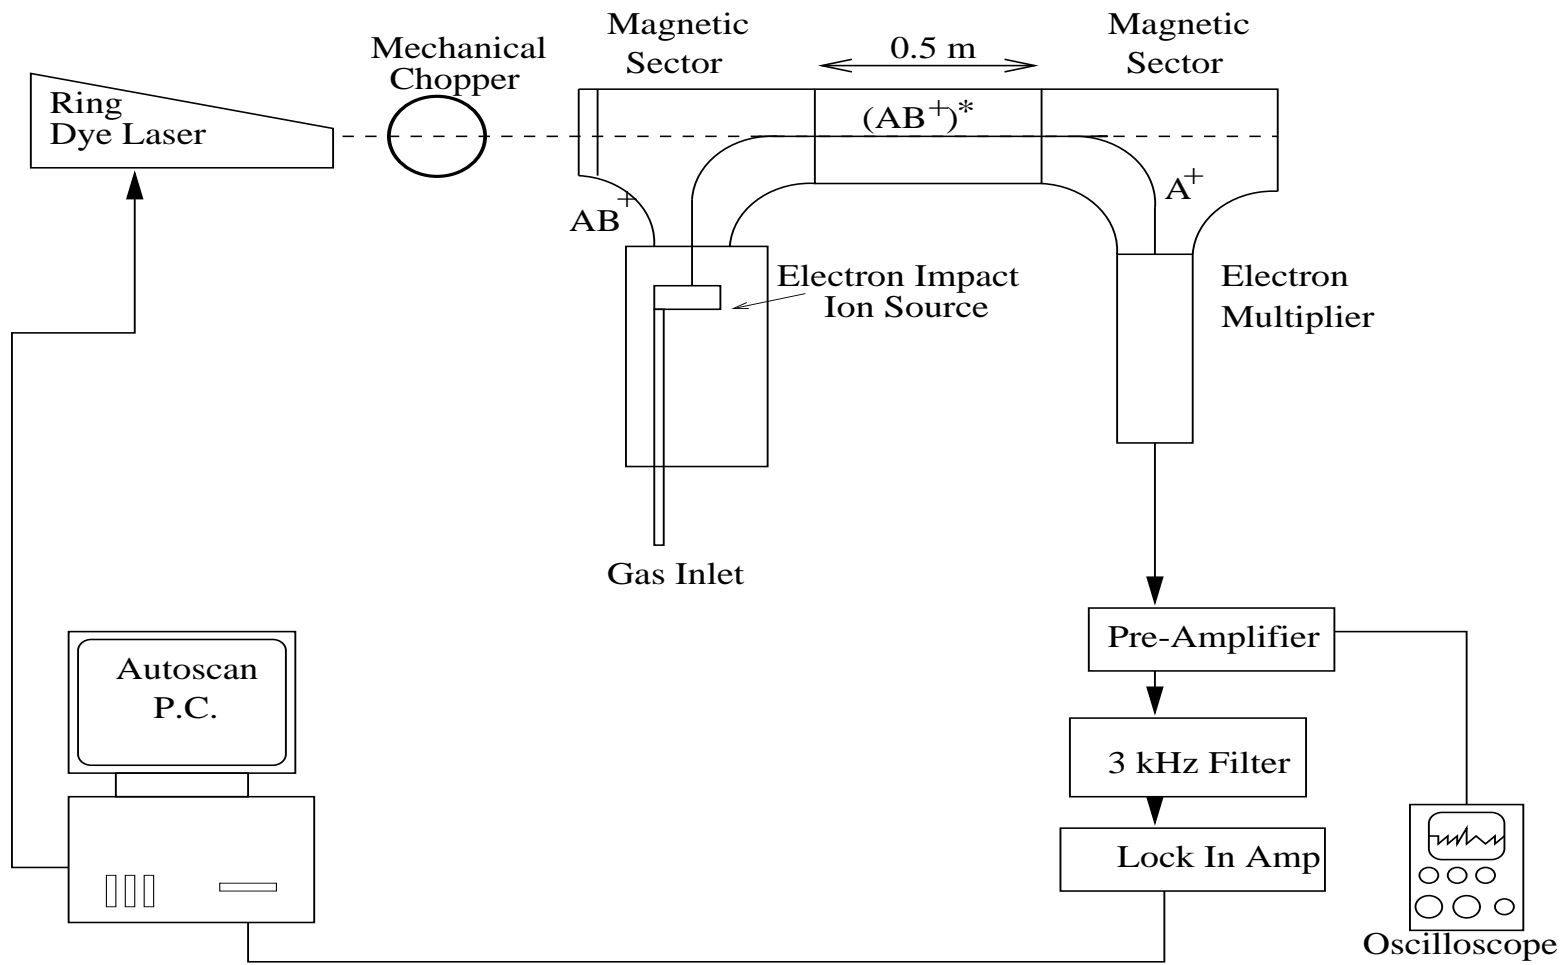 Magnetic
Sector
Magnetic
Sector
Mechanical
Chopper
0.5 m
Ring
Dye Laser
(AB+)*
A+
AB+
Electron Impact
Ion Source
Electron
Multiplier
Gas Inlet
Pre-Amplifier
Autoscan
P.C.
3 kHz Filter
Lock In Amp
Oscilloscope